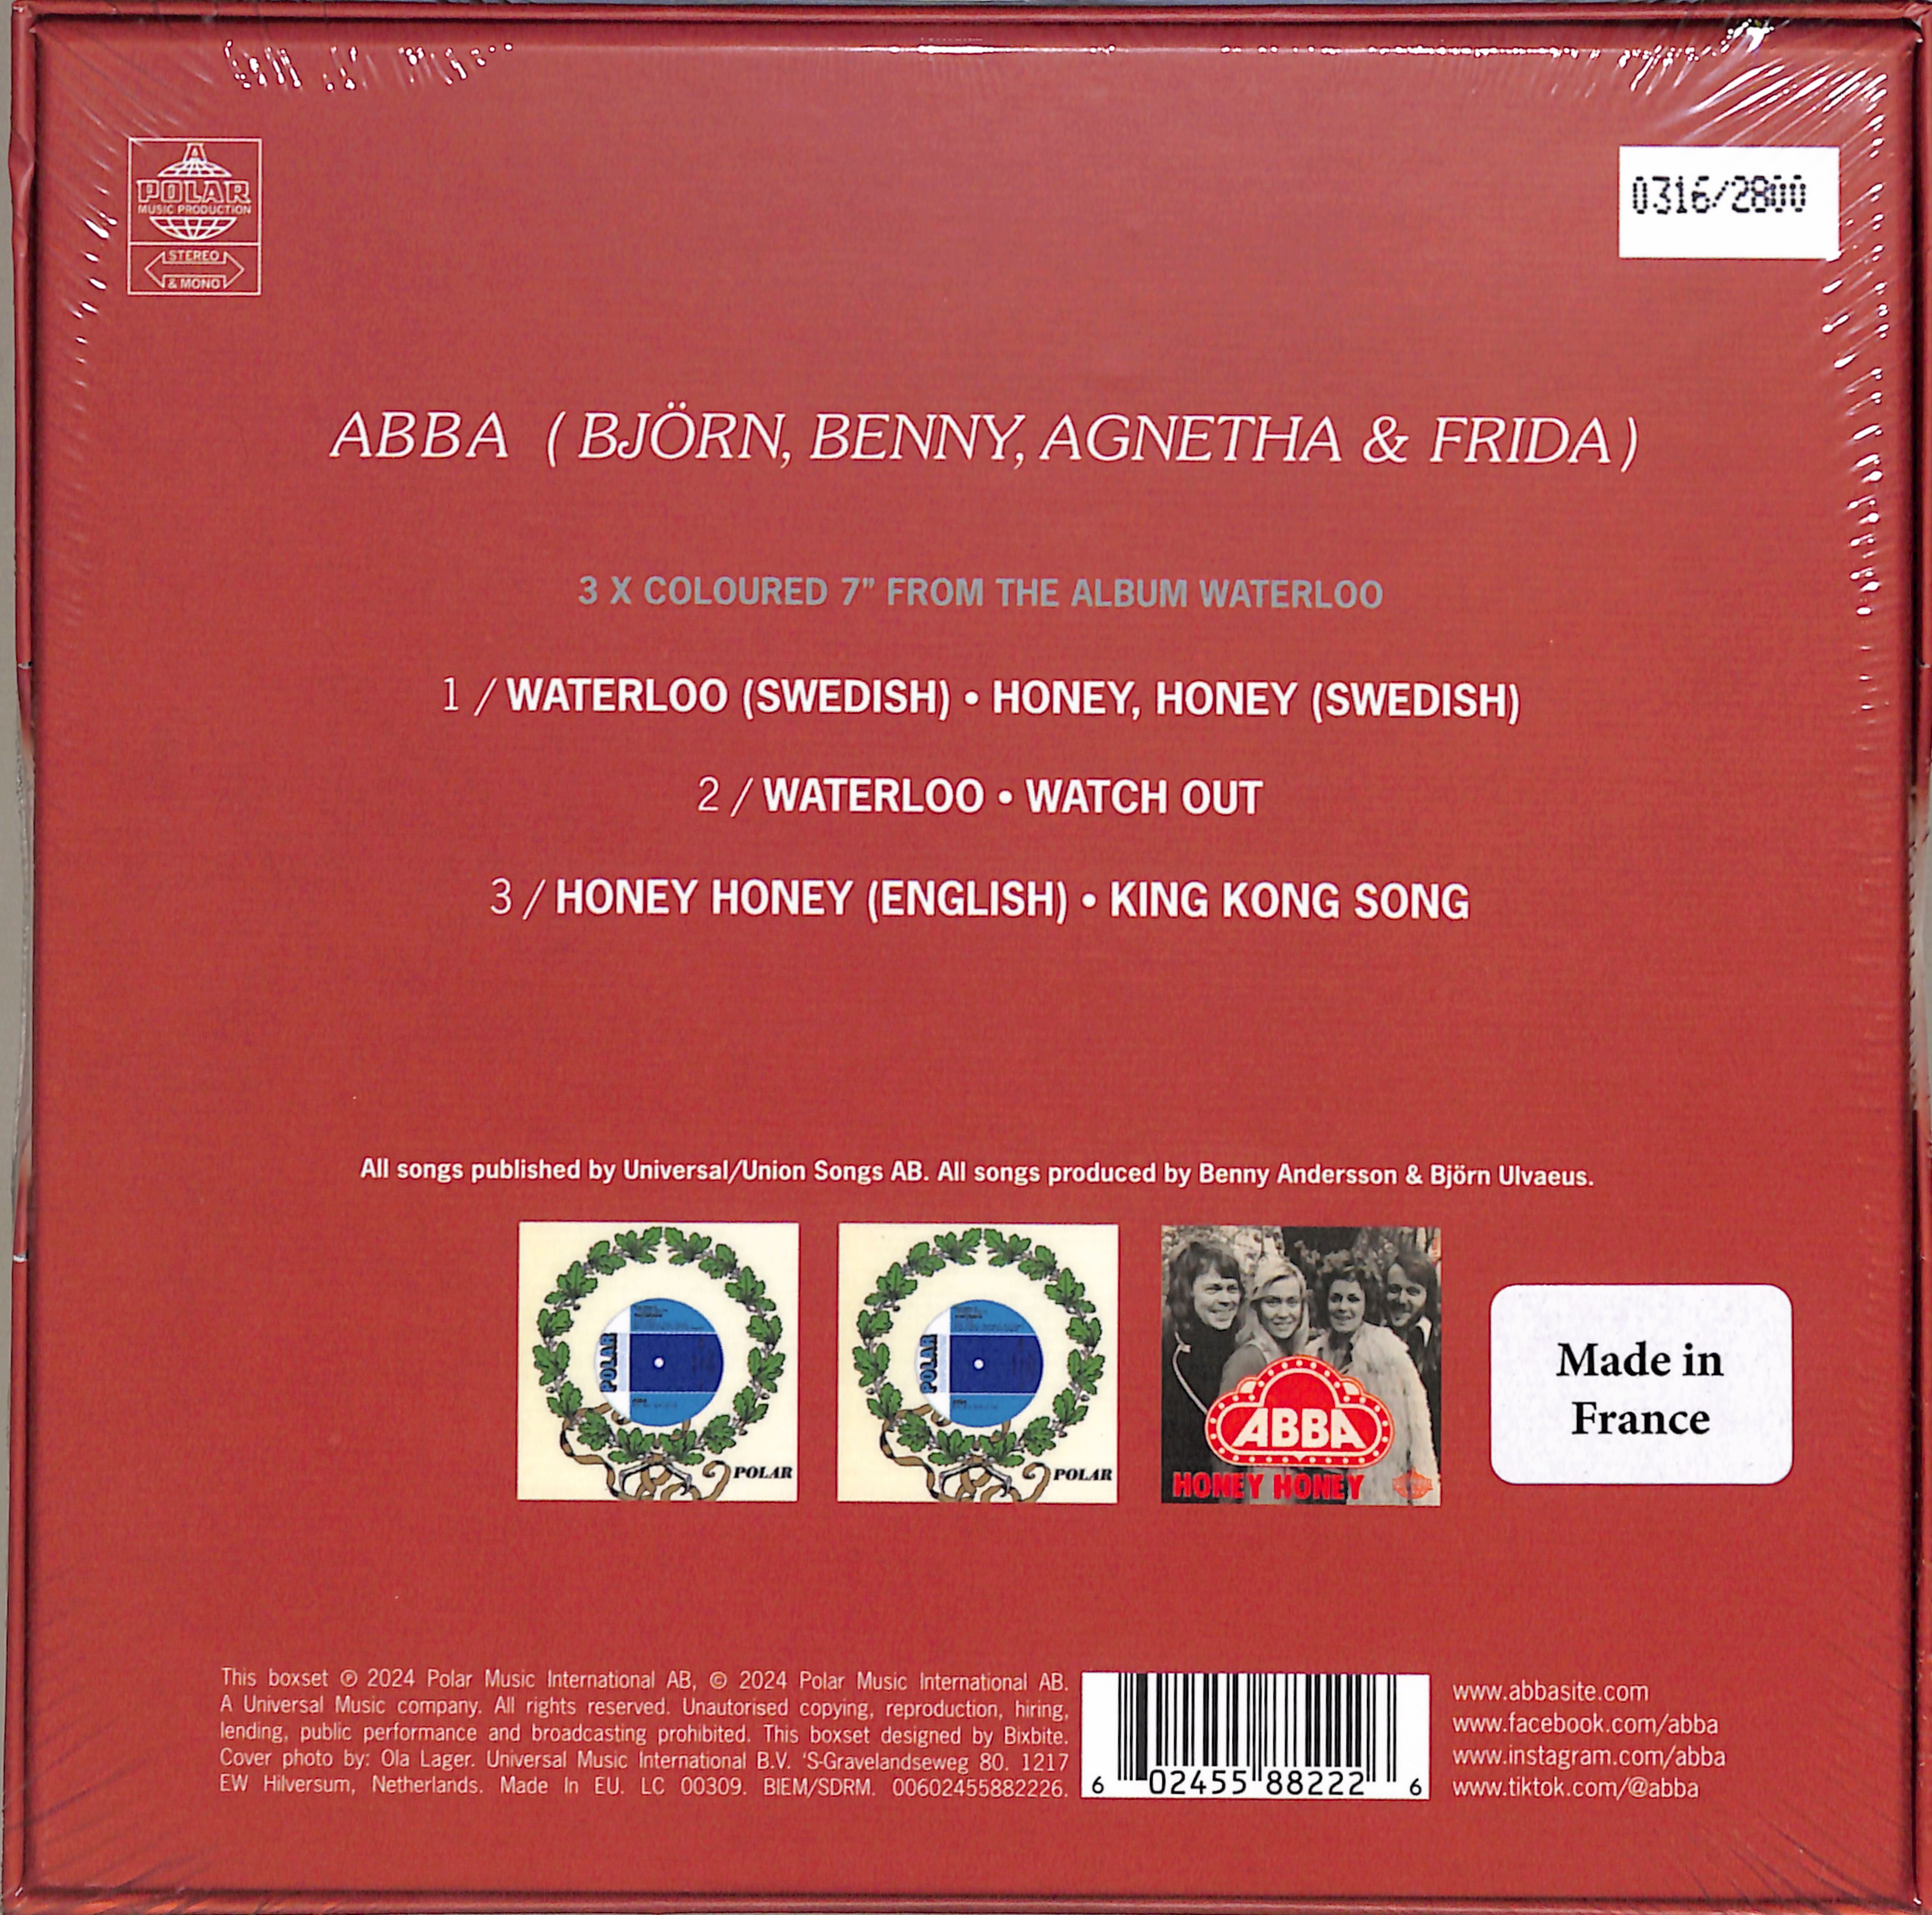 A
POLAR
MUSIC PRODUCTION
STEREO
& MONO
0316/2800
ABBA (BJÖRN, BENNY, AGNETHA & FRIDA)
3 X COLOURED 7” FROM THE ALBUM WATERLOO
1 / WATERLOO (SWEDISH) • HONEY, HONEY (SWEDISH)
2 / WATERLOO • WATCH OUT
3 / HONEY HONEY (ENGLISH) • KING KONG SONG
All songs published by Universal/Union Songs AB. All songs produced by Benny Andersson & Björn Ulvaeus.
POLAR
POLAR
POLAR
POLAR
ABBA
HONEY HONEY
Made in
France
This boxset ℗ 2024 Polar Music International AB, © 2024 Polar Music International AB.
A Universal Music company. All rights reserved. Unautorised copying, reproduction, hiring,
lending, public performance and broadcasting prohibited. This boxset designed by Bixbite.
Cover photo by: Ola Lager. Universal Music International B.V. ‘S-Gravelandseweg 80. 1217
EW Hilversum, Netherlands. Made In EU. LC 00309. BIEM/SDRM. 00602455882226.
6 02455 88222 6
www.abbasite.com
www.facebook.com/abba
www.instagram.com/abba
www.tiktok.com/@abba